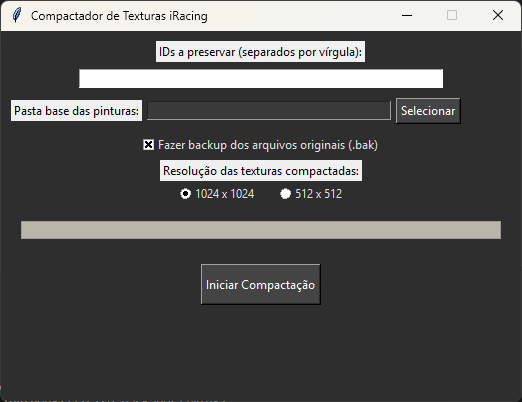 Compactador de Texturas iRacing
IDs a preservar (separados por vírgula):
Pasta base das pinturas: Selecionar
Fazer backup dos arquivos originais (.bak)
Resolução das texturas compactadas:
1024 x 1024 512 x 512
Iniciar Compactação